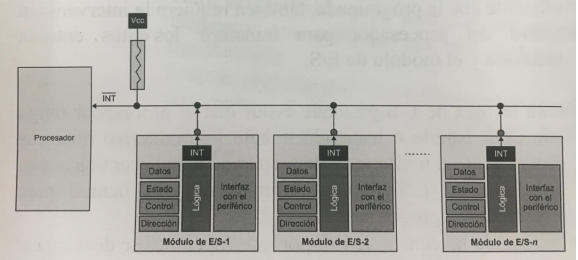 Vcc
INT
Procesador
INT
Datos
Estado
Control
Dirección
Lógica
Interfaz
con el
periférico
Módulo de E/S-1
INT
Datos
Estado
Control
Dirección
Lógica
Interfaz
con el
periférico
Módulo de E/S-2
INT
Datos
Estado
Control
Dirección
Lógica
Interfaz
con el
periférico
Módulo de E/S-n